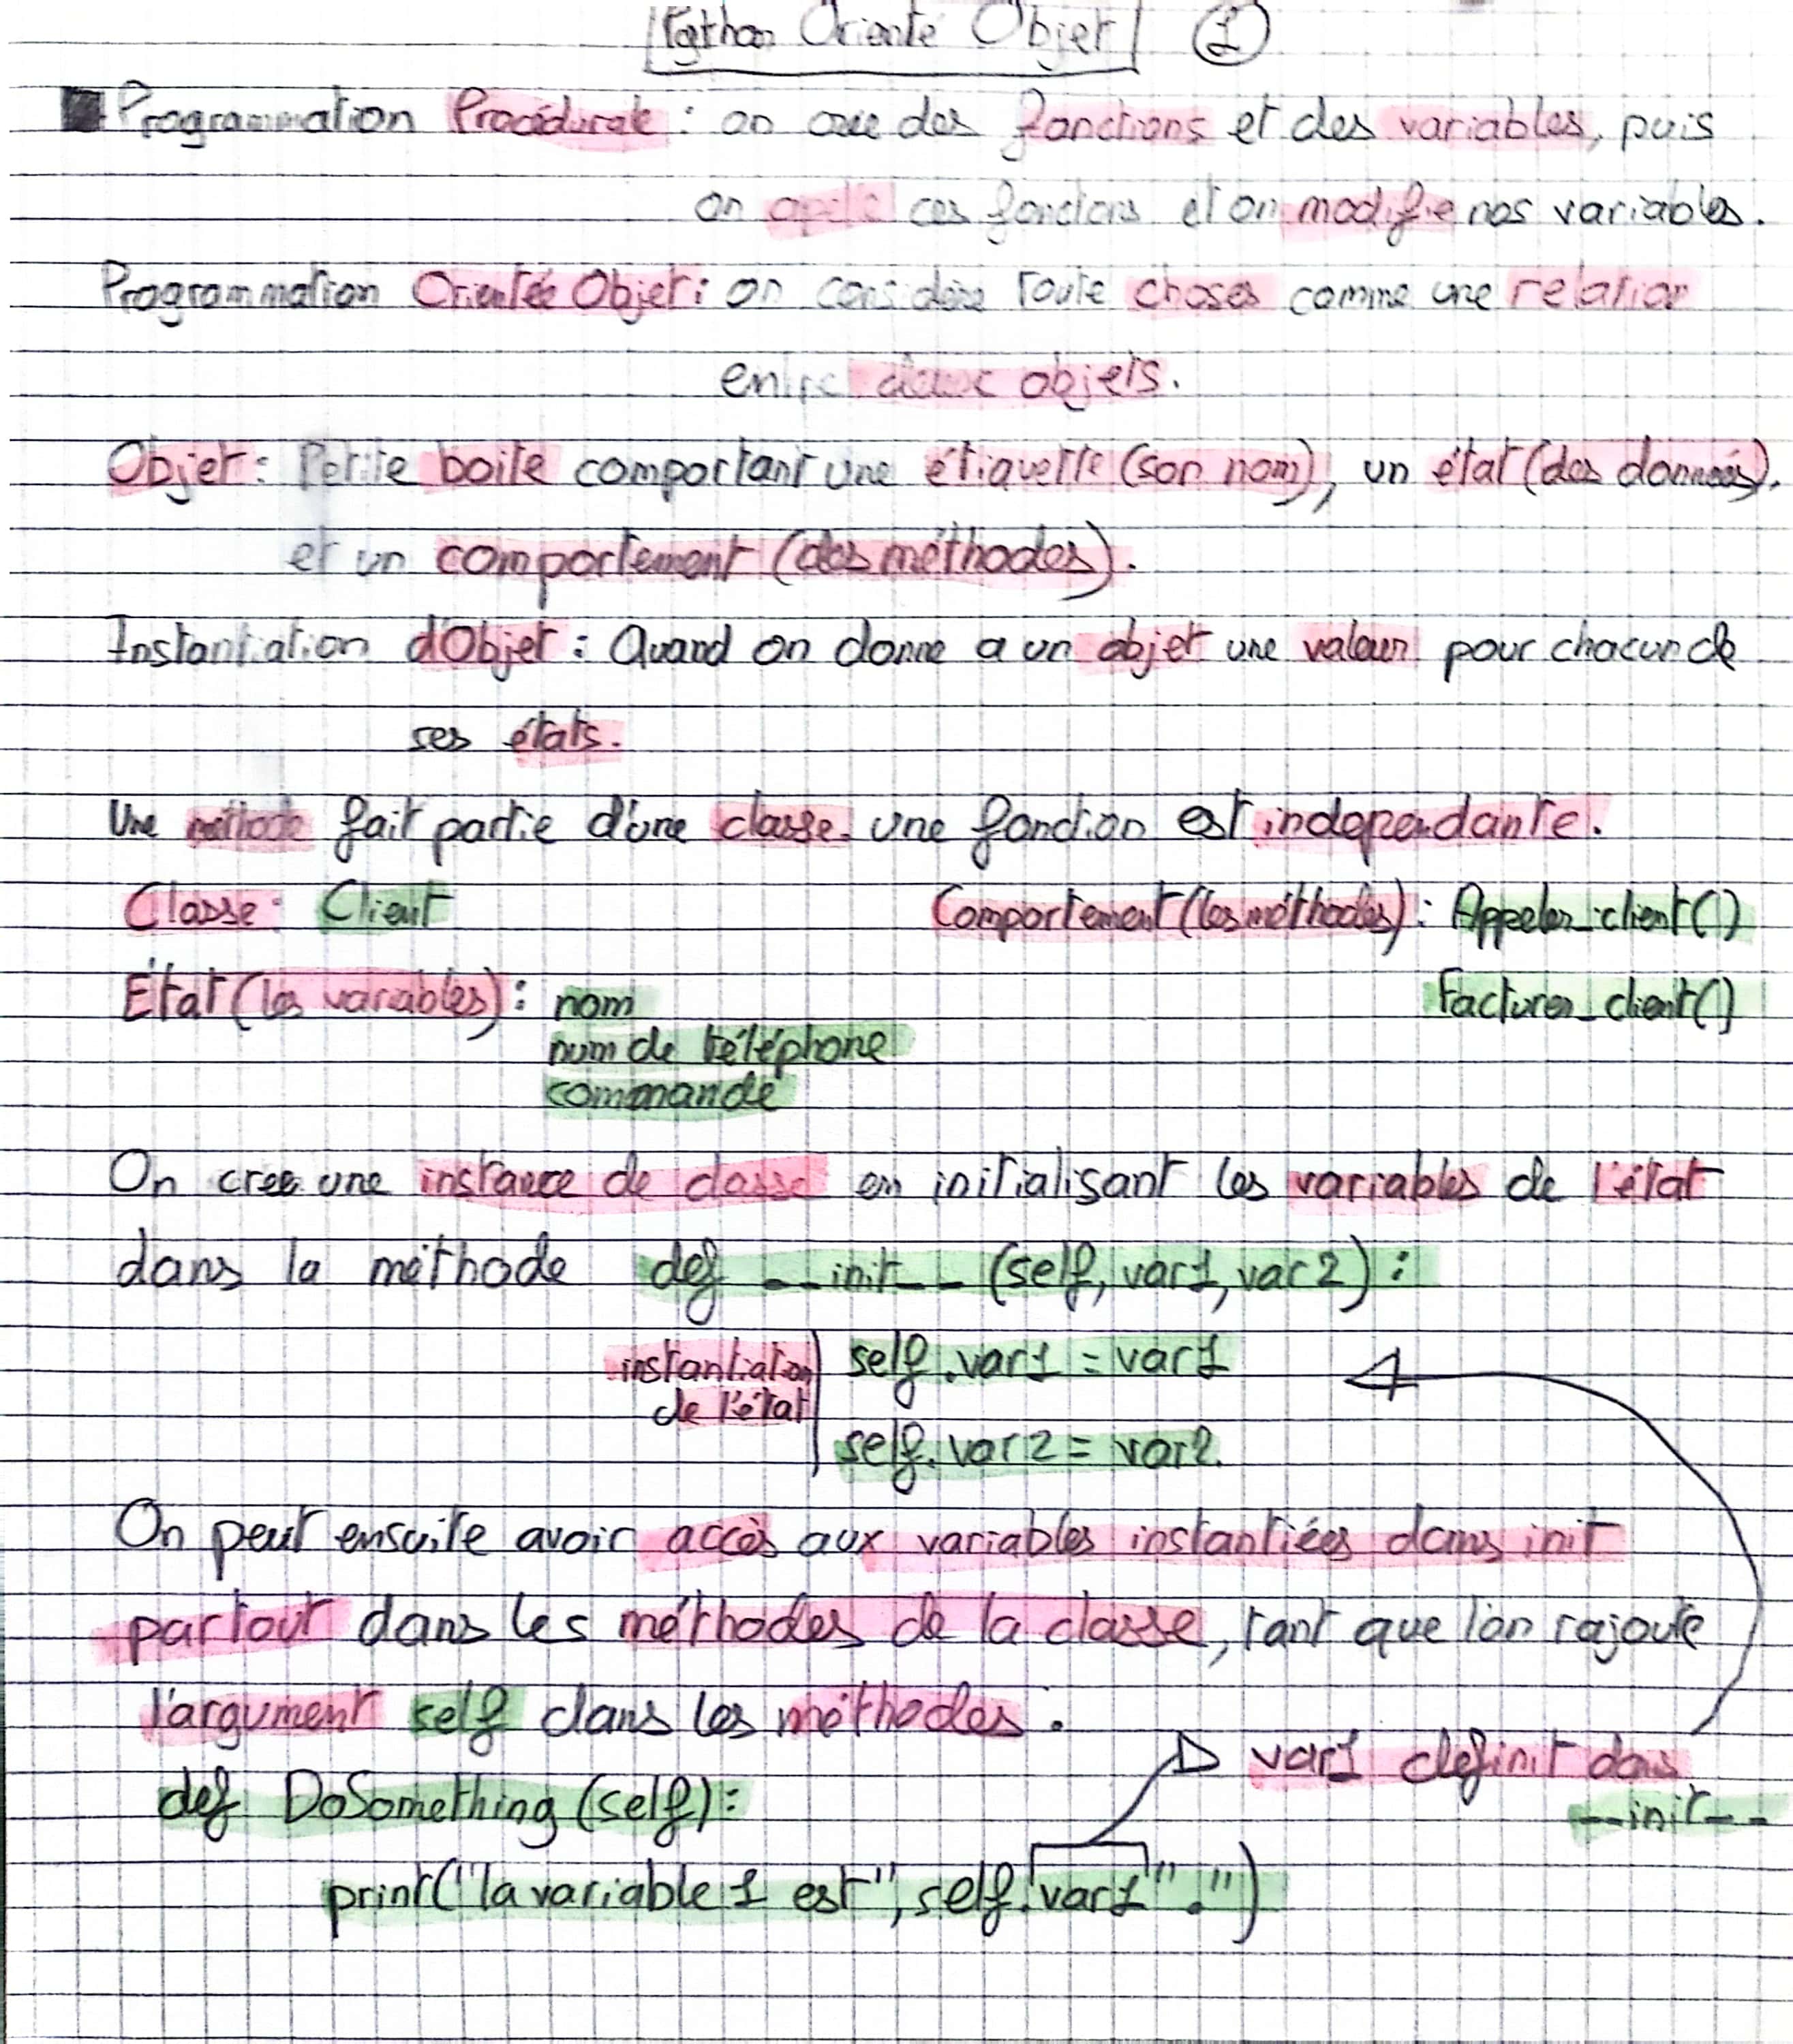 Python Orienté Objet 1
Programmation Procédurale : on cree des fonctions et des variables, puis
on apele ces fonctions et on modifie nos variables.
Programmation Orientée Objet : on considère toute choses comme une relation
entre deux objets.
Objet : Petite boite comportant une étiquette (son nom), un état (des données),
et un comportement (des méthodes).
Instantiation d'Objet : Quand on donne a un objet une valeur pour chacun de
ses états.
Une méthode fait partie d'une classe. une fonction est independante.
Classe : Client Comportement (les méthodes) : Appeler_client()
État (les variables) : nom Facturer_client()
num de téléphone
commande
On cree une instance de classe en initialisant les variables de l'état
dans la méthode def __init__ (self, var1, var2) :
instantiation self.var1 = var1
de l'état
self.var2 = var2.
On peut ensuite avoir accès aux variables instantiées dans init
partout dans les méthodes de la classe, tant que l'on rajoute
l'argument self dans les méthodes.
var1 definit dans
def DoSomething (self) :
__init__
print("la variable 1 est", self.var1 ".")